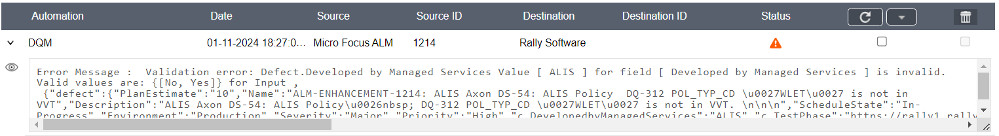 Automation Date Source Source ID Destination Destination ID Status
DQM 01-11-2024 18:27:0... Micro Focus ALM 1214 Rally Software
Error Message :  Validation error: Defect.Developed by Managed Services Value [ ALIS ] for field [ Developed by Managed Services ] is invalid.
Valid values are: {[No, Yes]} for Input ,
{"defect":{"PlanEstimate":"10","Name":"ALM-ENHANCEMENT-1214: ALIS Axon DS-54: ALIS Policy  DQ-312 POL_TYP_CD \u0027WLET\u0027 is not in
VVT","Description":"ALIS Axon DS-54: ALIS Policy\u0026nbsp; DQ-312 POL_TYP_CD \u0027WLET\u0027 is not in VVT. \n\n\n","ScheduleState":"In-
Progress","Environment":"Production","Severity":"Major","Priority":"High","c_DevelopedbyManagedServices":"ALIS","c_TestPhase":"https://rally1.rally